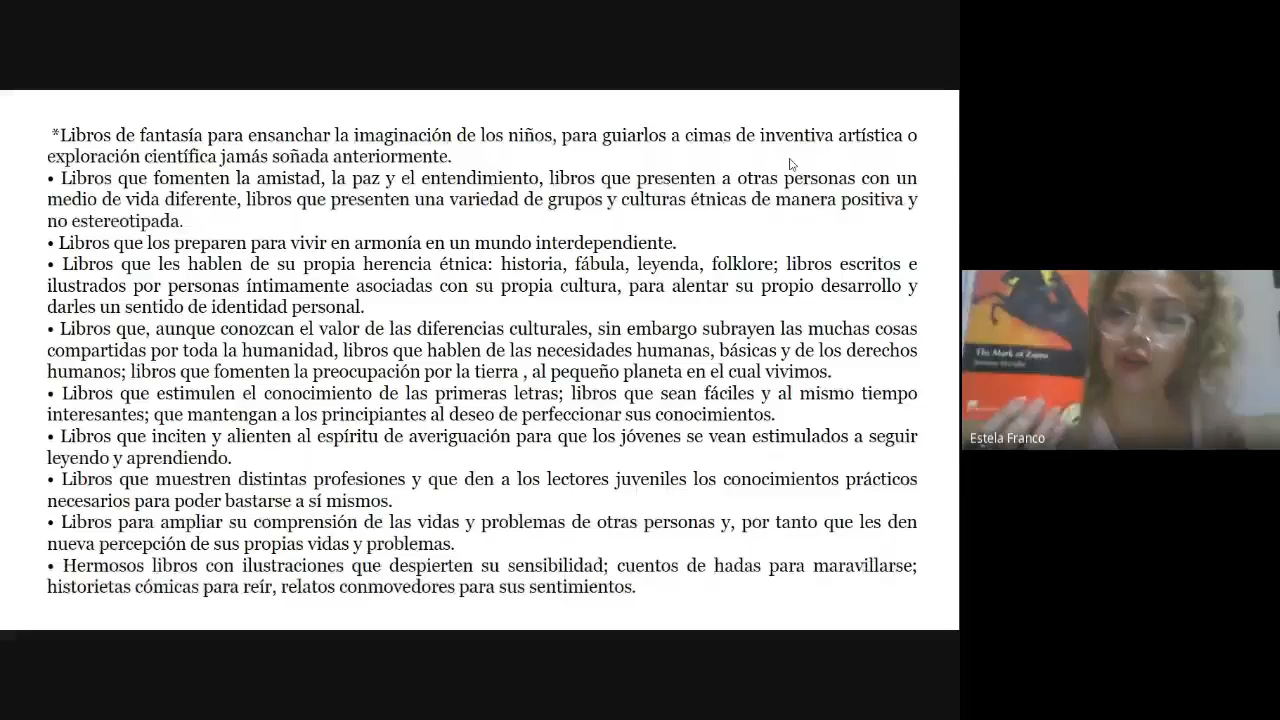 *Libros de fantasía para ensanchar la imaginación de los niños, para guiarlos a cimas de inventiva artística o
exploración científica jamás soñada anteriormente.
• Libros que fomenten la amistad, la paz y el entendimiento, libros que presenten a otras personas con un
medio de vida diferente, libros que presenten una variedad de grupos y culturas étnicas de manera positiva y
no estereotipada.
• Libros que los preparen para vivir en armonía en un mundo interdependiente.
• Libros que les hablen de su propia herencia étnica: historia, fábula, leyenda, folklore; libros escritos e
ilustrados por personas íntimamente asociadas con su propia cultura, para alentar su propio desarrollo y
darles un sentido de identidad personal.
• Libros que, aunque conozcan el valor de las diferencias culturales, sin embargo subrayen las muchas cosas
compartidas por toda la humanidad, libros que hablen de las necesidades humanas, básicas y de los derechos
humanos; libros que fomenten la preocupación por la tierra , al pequeño planeta en el cual vivimos.
• Libros que estimulen el conocimiento de las primeras letras; libros que sean fáciles y al mismo tiempo
interesantes; que mantengan a los principiantes al deseo de perfeccionar sus conocimientos.
• Libros que inciten y alienten al espíritu de averiguación para que los jóvenes se vean estimulados a seguir
leyendo y aprendiendo.
• Libros que muestren distintas profesiones y que den a los lectores juveniles los conocimientos prácticos
necesarios para poder bastarse a sí mismos.
• Libros para ampliar su comprensión de las vidas y problemas de otras personas y, por tanto que les den
nueva percepción de sus propias vidas y problemas.
• Hermosos libros con ilustraciones que despierten su sensibilidad; cuentos de hadas para maravillarse;
historietas cómicas para reír, relatos conmovedores para sus sentimientos.
The Mark of Zorro
Estela Franco